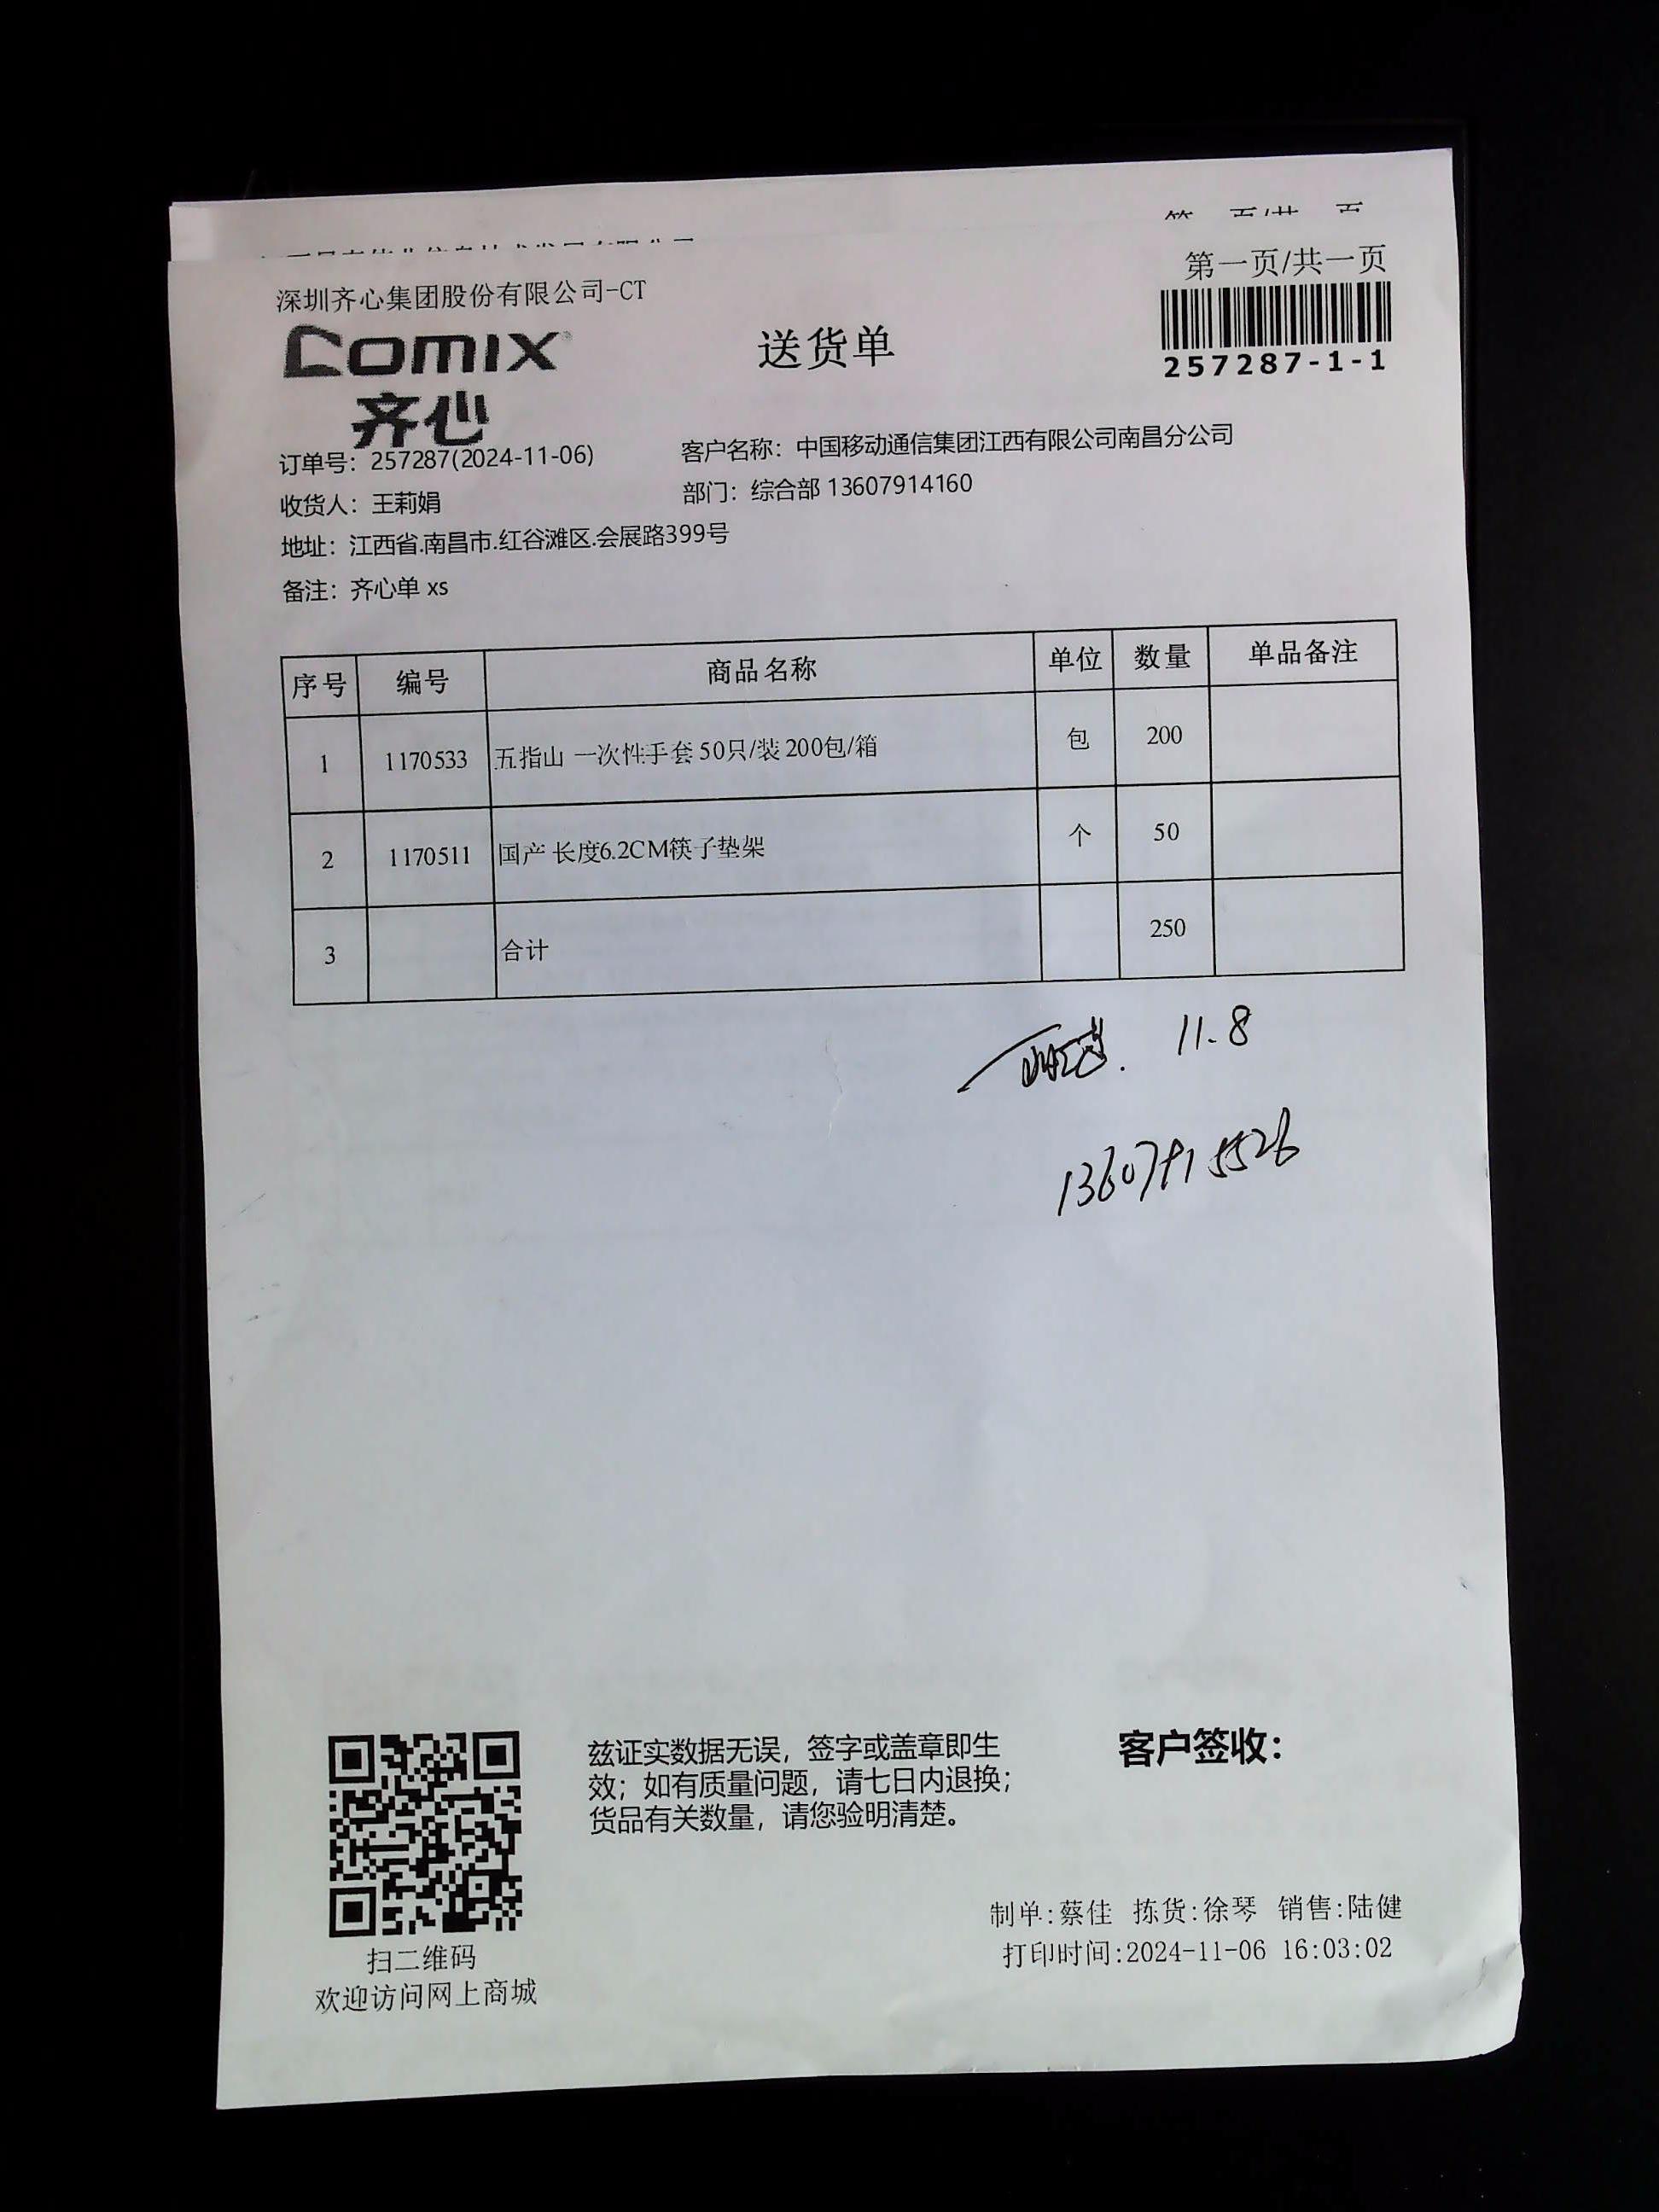 第一页/共一页
深圳齐心集团股份有限公司-CT
COMIX
齐心
送货单
257287-1-1
订单号：257287(2024-11-06)
客户名称：中国移动通信集团江西有限公司南昌分公司
收货人：王莉娟
部门：综合部 13607914160
地址：江西省.南昌市.红谷滩区.会展路399号
备注：齐心单 xs
序号 编号 商品名称 单位 数量 单品备注
1 1170533 五指山 一次性手套50只/装200包/箱 包 200
2 1170511 国产 长度6.2CM筷子垫架 个 50
3 合计 250
11.8
13607915526
兹证实数据无误，签字或盖章即生
效；如有质量问题，请七日内退换；
货品有关数量，请您验明清楚。
客户签收：
扫二维码
欢迎访问网上商城
制单:蔡佳 拣货:徐琴 销售:陆健
打印时间:2024-11-06 16:03:02